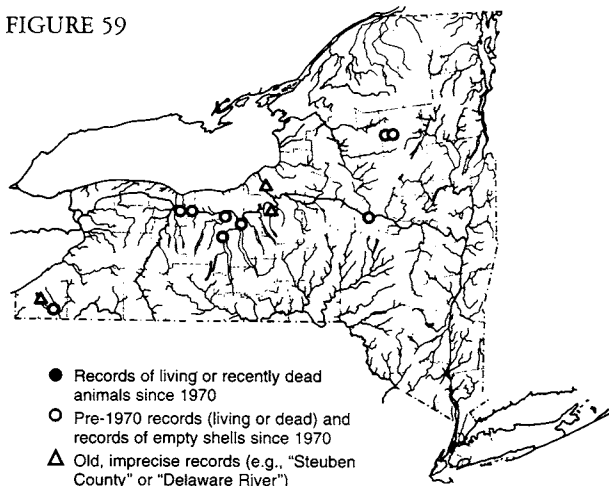 FIGURE 59
● Records of living or recently dead
animals since 1970
○ Pre-1970 records (living or dead) and
records of empty shells since 1970
△ Old, imprecise records (e.g., "Steuben
County" or "Delaware River")